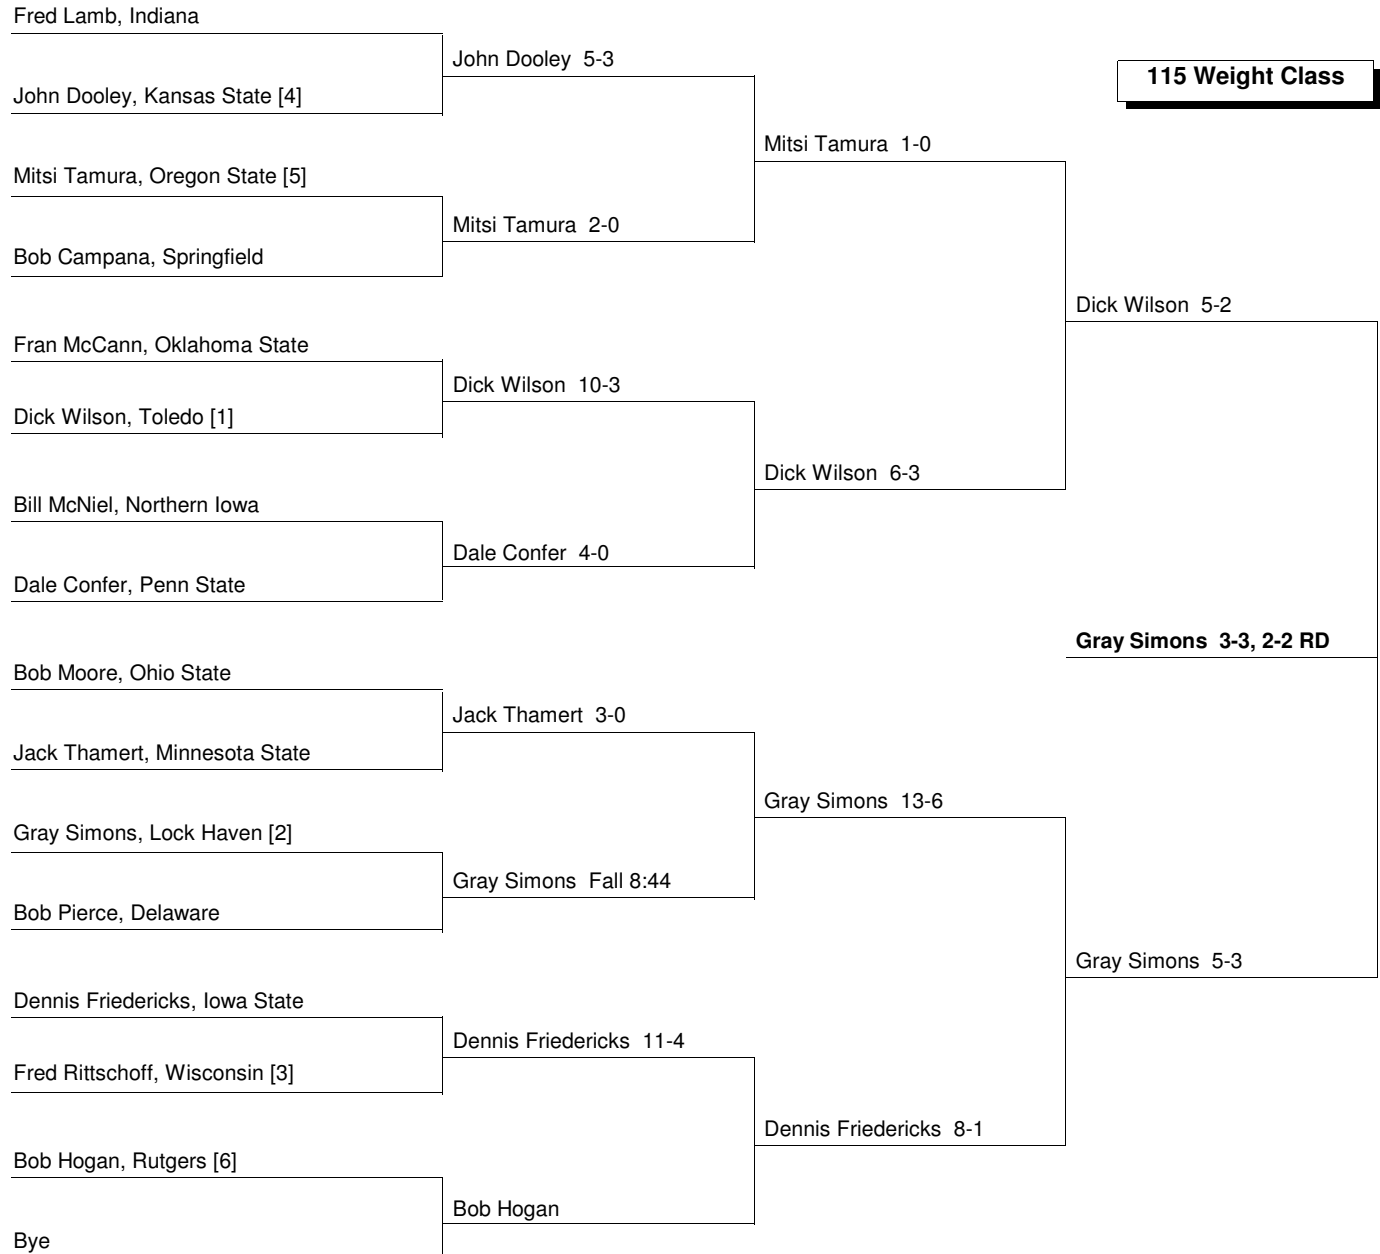 Fred Lamb, Indiana
John Dooley 5-3
115 Weight Class
John Dooley, Kansas State [4]
Mitsi Tamura 1-0
Mitsi Tamura, Oregon State [5]
Mitsi Tamura 2-0
Bob Campana, Springfield
Dick Wilson 5-2
Fran McCann, Oklahoma State
Dick Wilson 10-3
Dick Wilson, Toledo [1]
Dick Wilson 6-3
Bill McNiel, Northern Iowa
Dale Confer 4-0
Dale Confer, Penn State
Gray Simons 3-3, 2-2 RD
Bob Moore, Ohio State
Jack Thamert 3-0
Jack Thamert, Minnesota State
Gray Simons 13-6
Gray Simons, Lock Haven [2]
Gray Simons Fall 8:44
Bob Pierce, Delaware
Gray Simons 5-3
Dennis Friedericks, Iowa State
Dennis Friedericks 11-4
Fred Rittschoff, Wisconsin [3]
Dennis Friedericks 8-1
Bob Hogan, Rutgers [6]
Bob Hogan
Bye